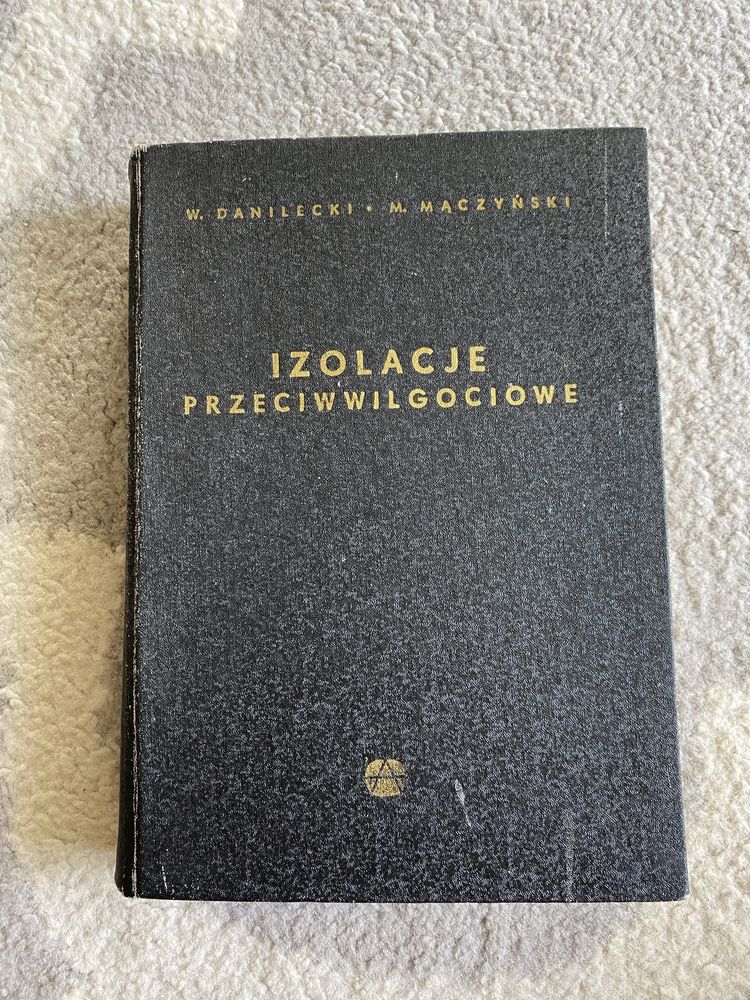 W. DANILECKI • M. MĄCZYŃSKI
IZOLACJE
PRZECIWWILGOCIOWE